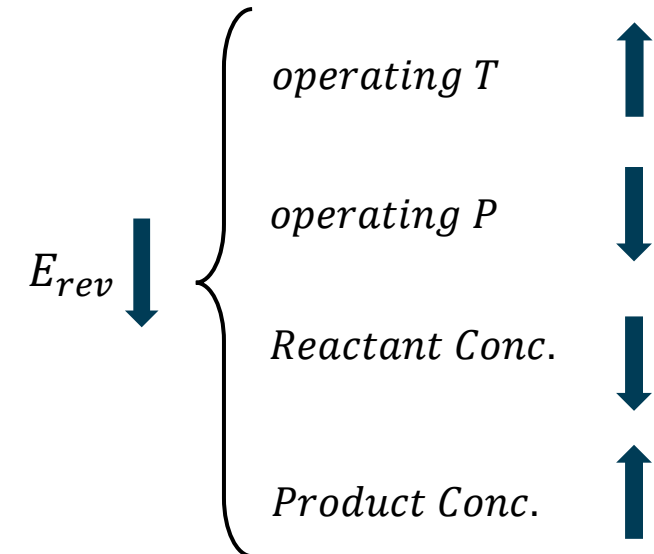 operating T
operating P
E_rev
Reactant Conc.
Product Conc.